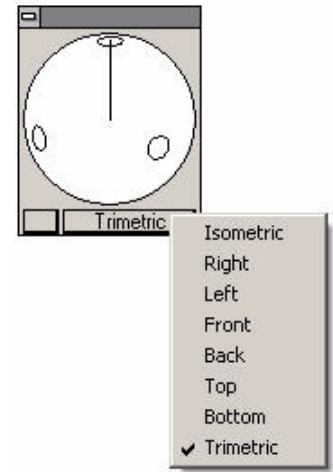 Trimetric
Isometric
Right
Left
Front
Back
Top
Bottom
Trimetric